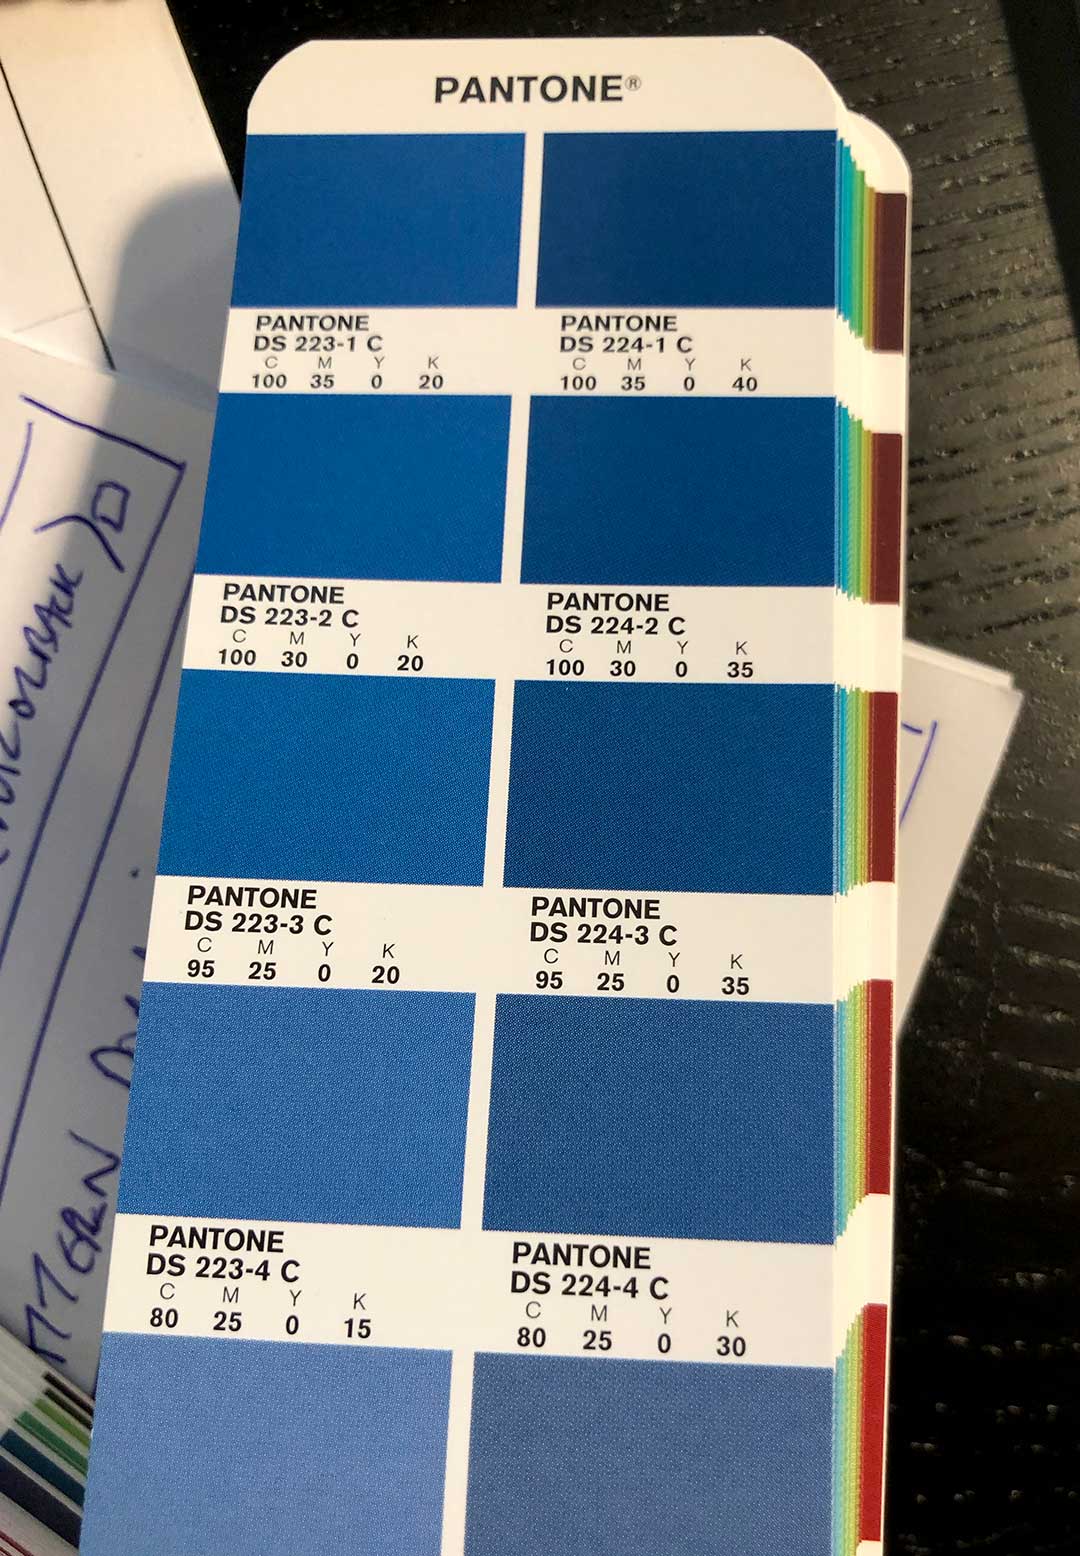 PANTONE®
PANTONE
DS 223-1 C
C M Y K
100 35 0 20
PANTONE
DS 224-1 C
C M Y K
100 35 0 40
PANTONE
DS 223-2 C
C M Y K
100 30 0 20
PANTONE
DS 224-2 C
C M Y K
100 30 0 35
PANTONE
DS 223-3 C
C M Y K
95 25 0 20
PANTONE
DS 224-3 C
C M Y K
95 25 0 35
PANTONE
DS 223-4 C
C M Y K
80 25 0 15
PANTONE
DS 224-4 C
C M Y K
80 25 0 30